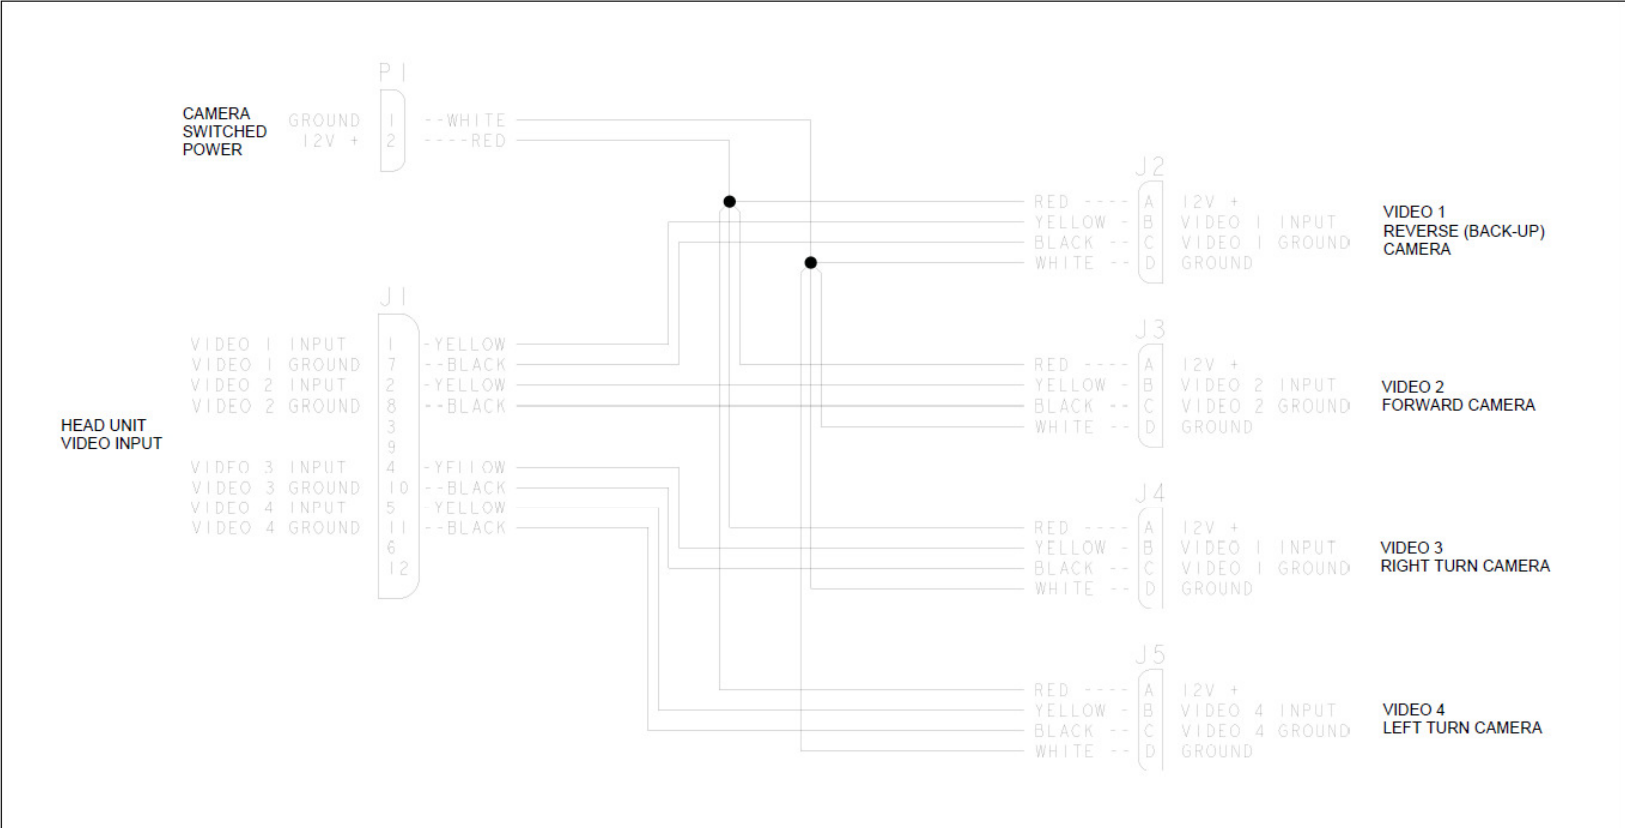 P1
CAMERA
SWITCHED
POWER
GROUND 1 --WHITE
12V + 2 ----RED
J2
RED ---- A 12V +
YELLOW - B VIDEO 1 INPUT
BLACK -- C VIDEO 1 GROUND
WHITE -- D GROUND
VIDEO 1
REVERSE (BACK-UP)
CAMERA
J1
VIDEO 1 INPUT 1 -YELLOW
VIDEO 1 GROUND 7 --BLACK
VIDEO 2 INPUT 2 -YELLOW
VIDEO 2 GROUND 8 --BLACK
3
9
VIDEO 3 INPUT 4 -YELLOW
VIDEO 3 GROUND 10 --BLACK
VIDEO 4 INPUT 5 -YELLOW
VIDEO 4 GROUND 11 --BLACK
6
12
HEAD UNIT
VIDEO INPUT
J3
RED ---- A 12V +
YELLOW - B VIDEO 2 INPUT
BLACK -- C VIDEO 2 GROUND
WHITE -- D GROUND
VIDEO 2
FORWARD CAMERA
J4
RED ---- A 12V +
YELLOW - B VIDEO 1 INPUT
BLACK -- C VIDEO 1 GROUND
WHITE -- D GROUND
VIDEO 3
RIGHT TURN CAMERA
J5
RED ---- A 12V +
YELLOW - B VIDEO 4 INPUT
BLACK -- C VIDEO 4 GROUND
WHITE -- D GROUND
VIDEO 4
LEFT TURN CAMERA